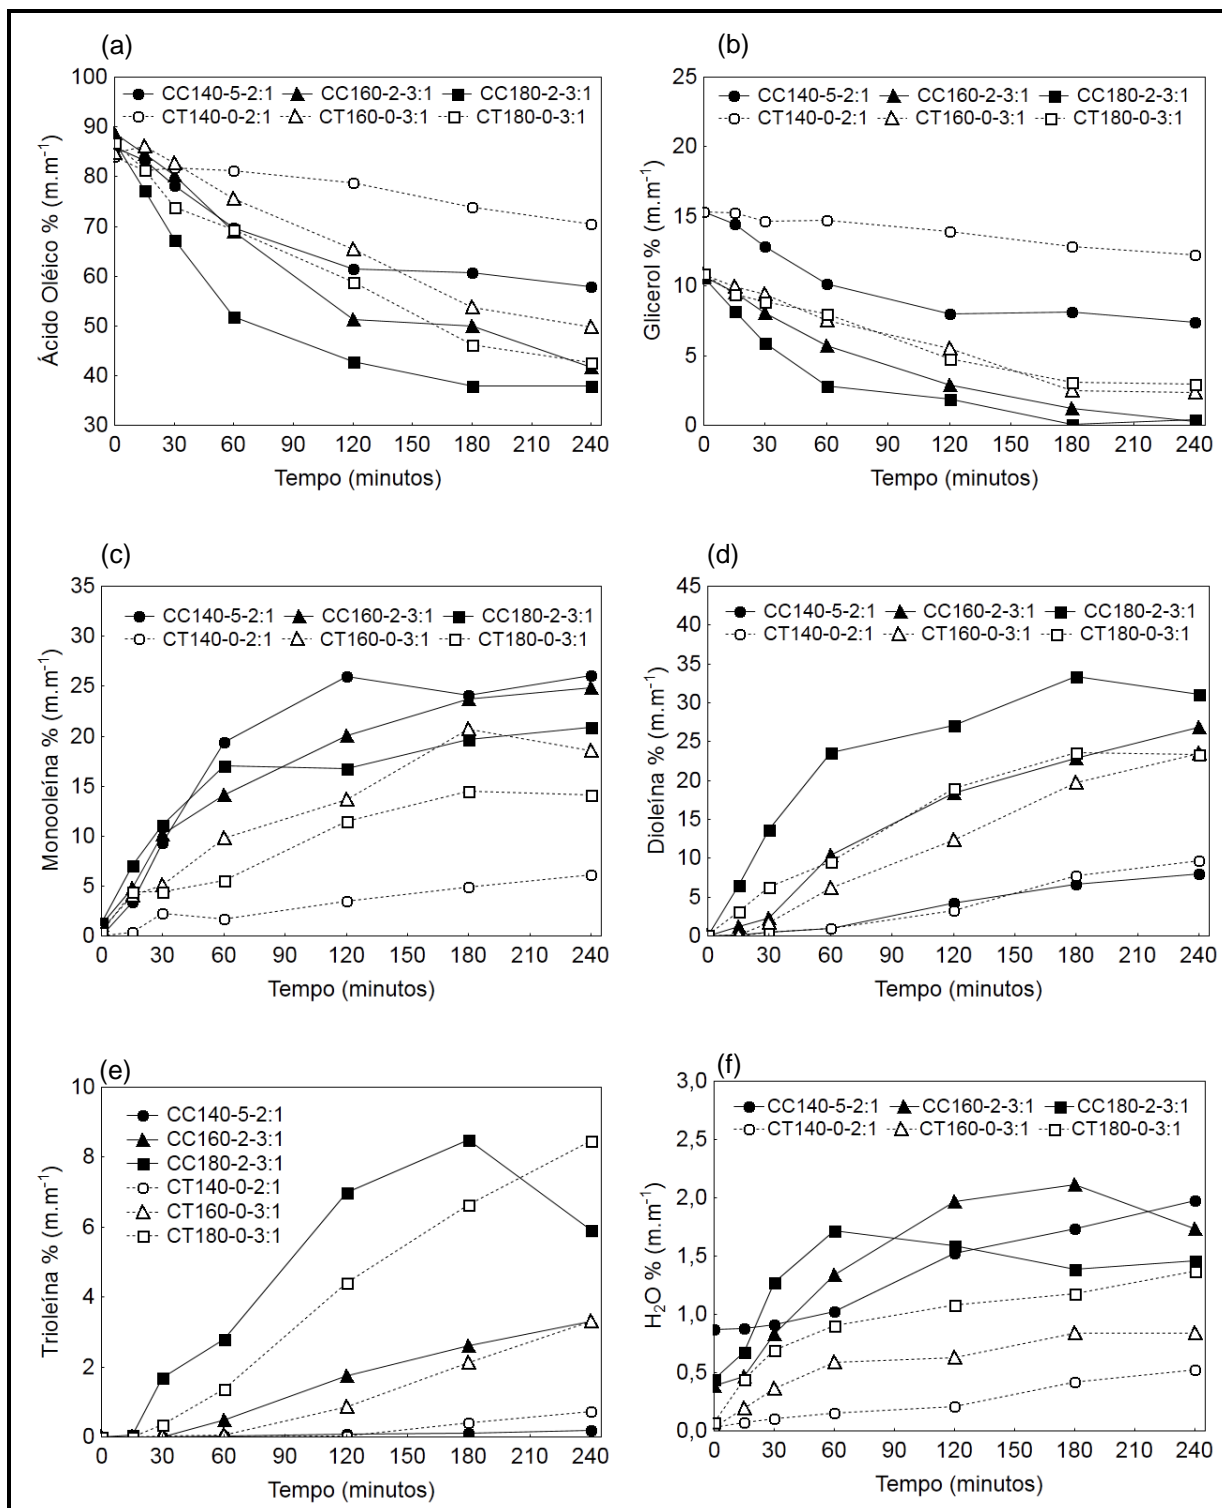 (a)
100
90
80
70
60
50
40
30
Ácido Oléico % (m.m⁻¹)
CC140-5-2:1 CC160-2-3:1 CC180-2-3:1
CT140-0-2:1 CT160-0-3:1 CT180-0-3:1
0 30 60 90 120 150 180 210 240
Tempo (minutos)
(b)
25
20
15
10
5
0
Glicerol % (m.m⁻¹)
CC140-5-2:1 CC160-2-3:1 CC180-2-3:1
CT140-0-2:1 CT160-0-3:1 CT180-0-3:1
0 30 60 90 120 150 180 210 240
Tempo (minutos)
(c)
35
30
25
20
15
10
5
0
Monooleína % (m.m⁻¹)
CC140-5-2:1 CC160-2-3:1 CC180-2-3:1
CT140-0-2:1 CT160-0-3:1 CT180-0-3:1
0 30 60 90 120 150 180 210 240
Tempo (minutos)
(d)
45
40
35
30
25
20
15
10
5
0
Dioleína % (m.m⁻¹)
CC140-5-2:1 CC160-2-3:1 CC180-2-3:1
CT140-0-2:1 CT160-0-3:1 CT180-0-3:1
0 30 60 90 120 150 180 210 240
Tempo (minutos)
(e)
10
8
6
4
2
0
Trioleína % (m.m⁻¹)
CC140-5-2:1
CC160-2-3:1
CC180-2-3:1
CT140-0-2:1
CT160-0-3:1
CT180-0-3:1
0 30 60 90 120 150 180 210 240
Tempo (minutos)
(f)
3,0
2,5
2,0
1,5
1,0
0,5
0,0
H₂O % (m.m⁻¹)
CC140-5-2:1 CC160-2-3:1 CC180-2-3:1
CT140-0-2:1 CT160-0-3:1 CT180-0-3:1
0 30 60 90 120 150 180 210 240
Tempo (minutos)